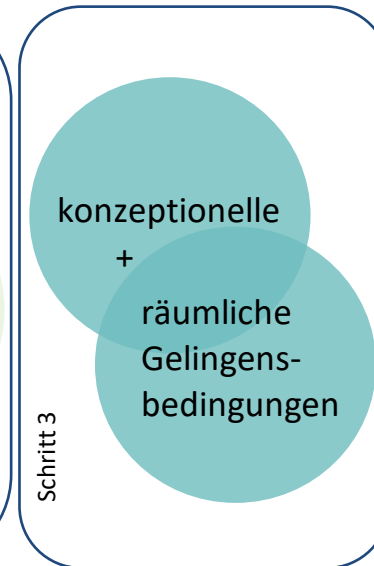 konzeptionelle
+
räumliche
Gelingens-
bedingungen
Schritt 3